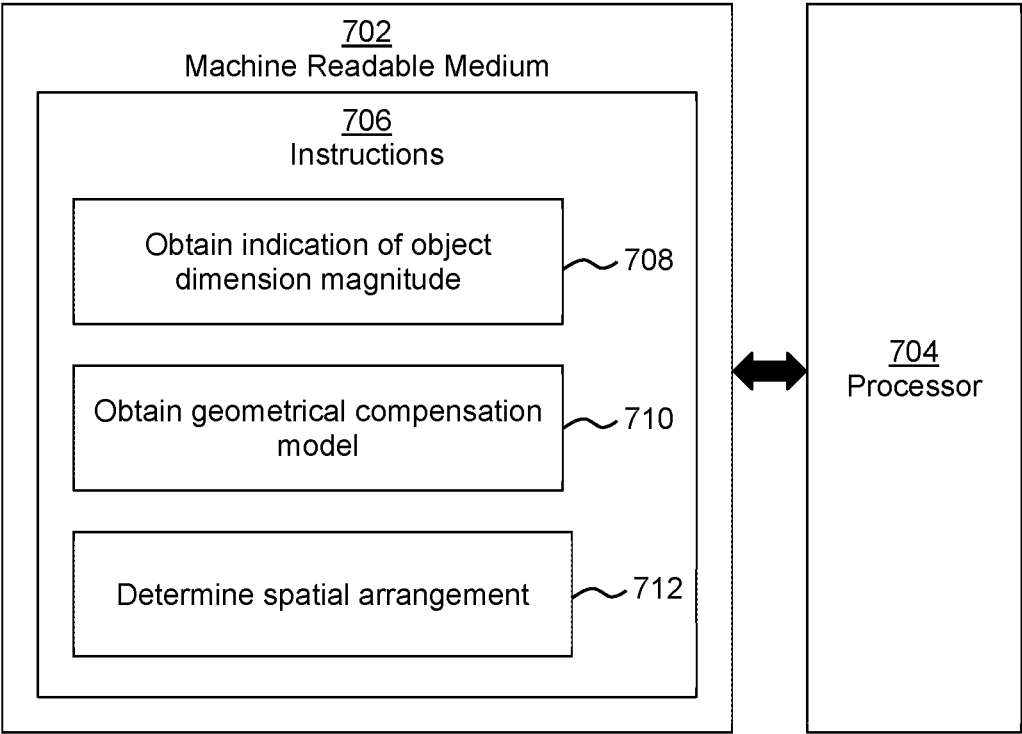 702
Machine Readable Medium
706
Instructions
Obtain indication of object
dimension magnitude
708
Obtain geometrical compensation
model
710
Determine spatial arrangement
712
704
Processor